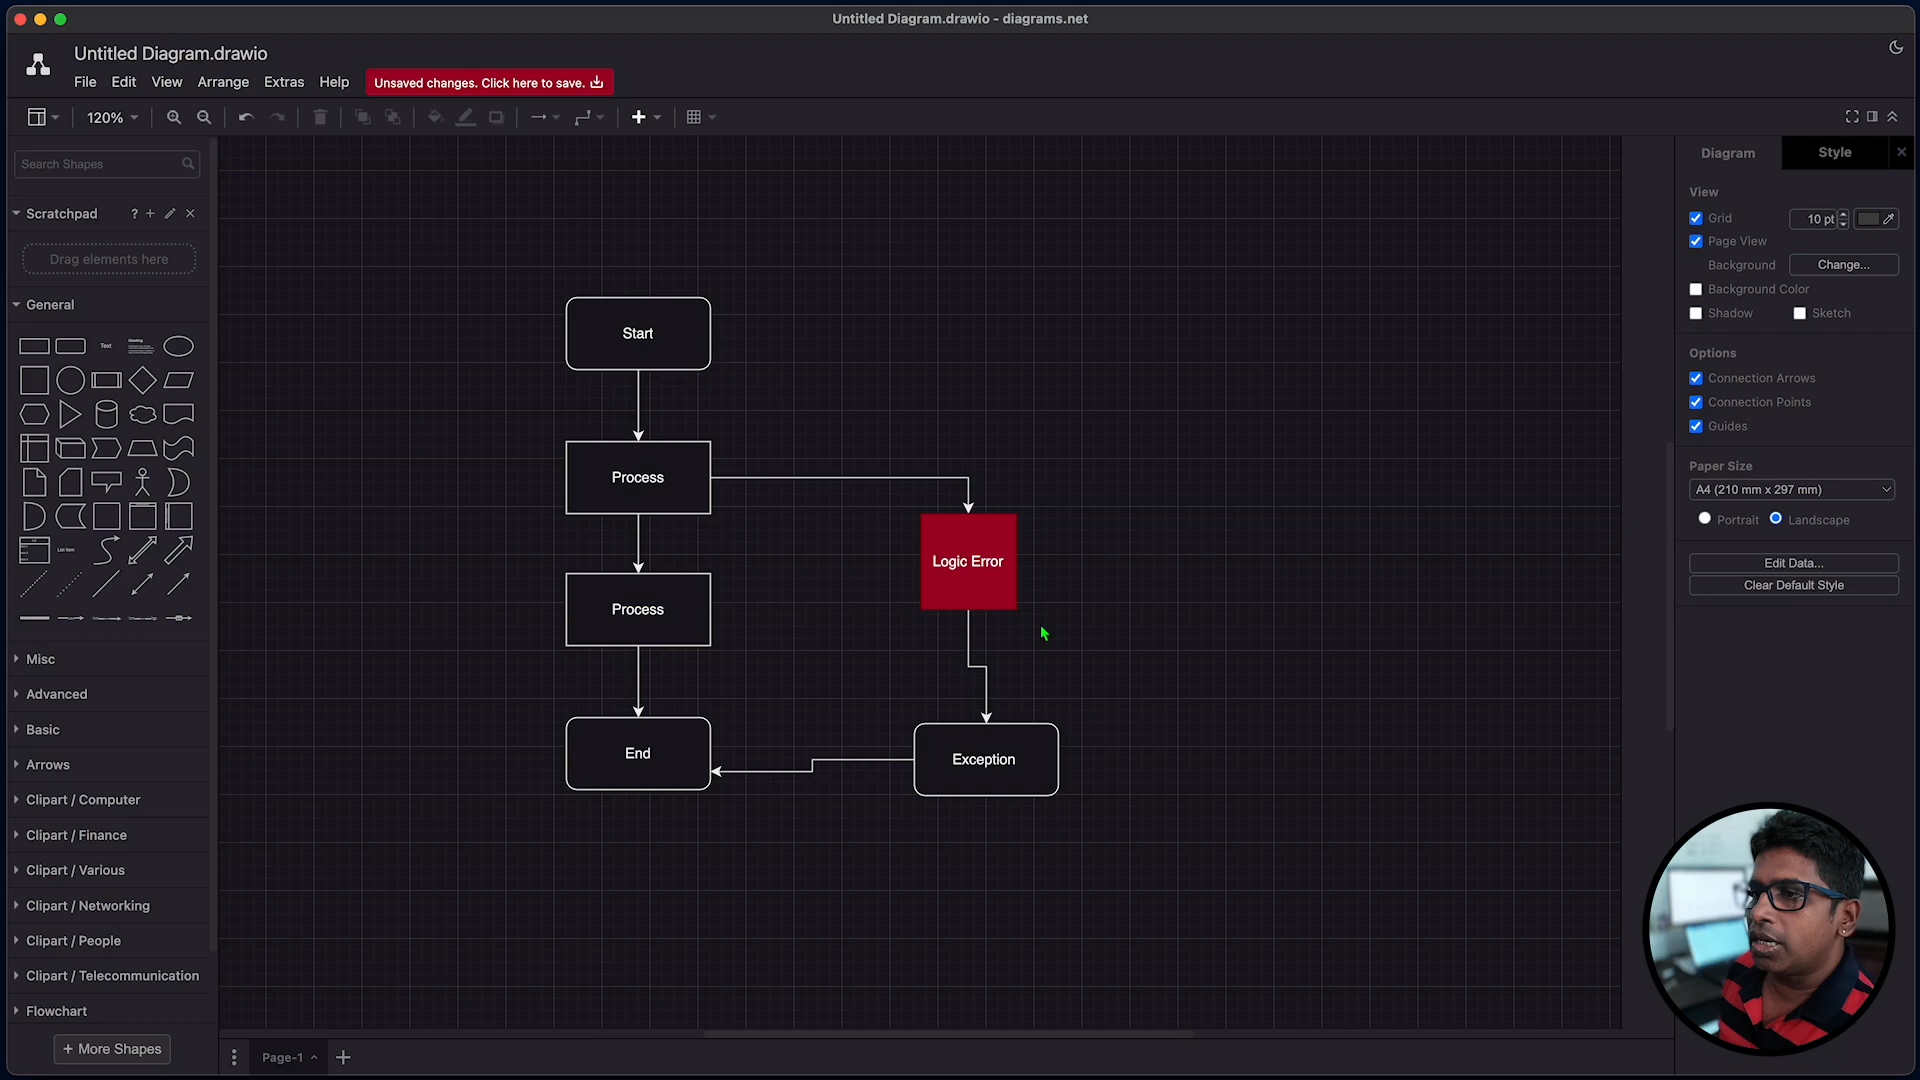 Untitled Diagram.drawio - diagrams.net
Untitled Diagram.drawio
File Edit View Arrange Extras Help Unsaved changes. Click here to save.
120%
Search Shapes
Scratchpad ?
Drag elements here
General
Text
Heading
List Item
Misc
Advanced
Basic
Arrows
Clipart / Computer
Clipart / Finance
Clipart / Various
Clipart / Networking
Clipart / People
Clipart / Telecommunication
Flowchart
+ More Shapes
Start
Process
Logic Error
Process
End
Exception
Page-1
Diagram Style
View
Grid 10 pt
Page View
Background Change...
Background Color
Shadow Sketch
Options
Connection Arrows
Connection Points
Guides
Paper Size
A4 (210 mm x 297 mm)
Portrait Landscape
Edit Data...
Clear Default Style